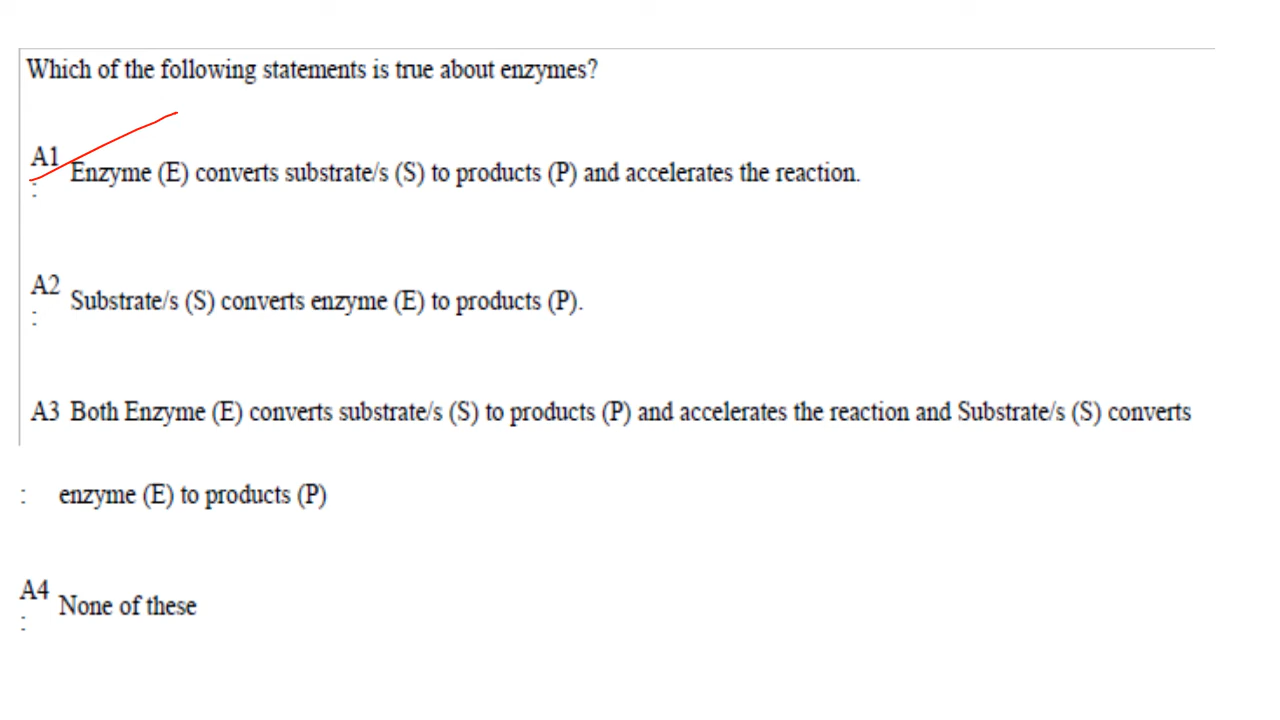 Which of the following statements is true about enzymes?
A1
: Enzyme (E) converts substrate/s (S) to products (P) and accelerates the reaction.
A2
: Substrate/s (S) converts enzyme (E) to products (P).
A3 Both Enzyme (E) converts substrate/s (S) to products (P) and accelerates the reaction and Substrate/s (S) converts
: enzyme (E) to products (P)
A4
: None of these